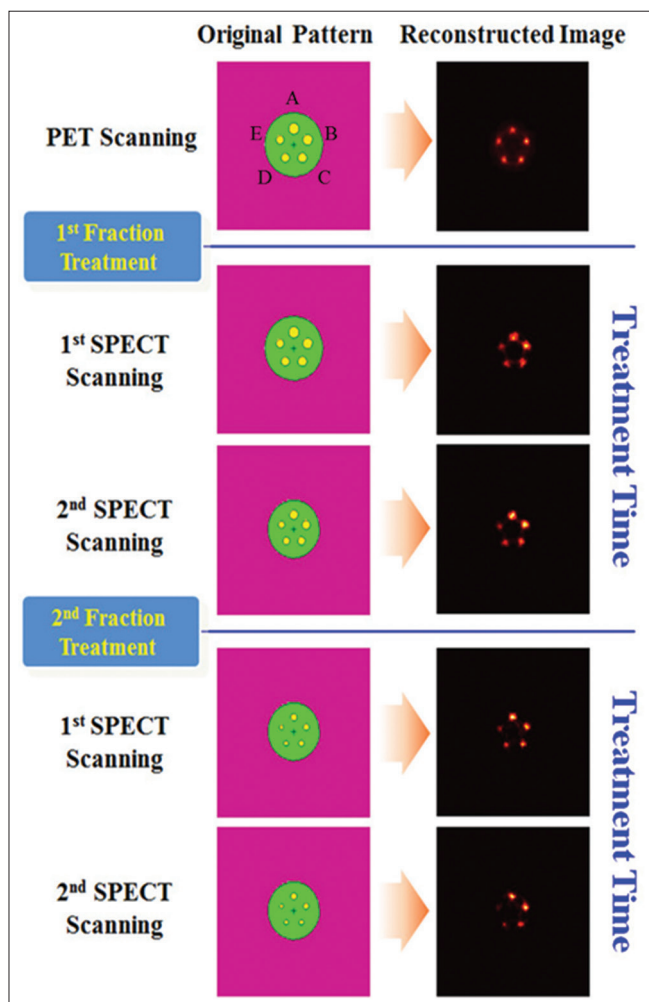 Original Pattern
Reconstructed Image
PET Scanning
A
E
B
D
C
1st Fraction
Treatment
1st SPECT
Scanning
2nd SPECT
Scanning
Treatment Time
2nd Fraction
Treatment
1st SPECT
Scanning
2nd SPECT
Scanning
Treatment Time